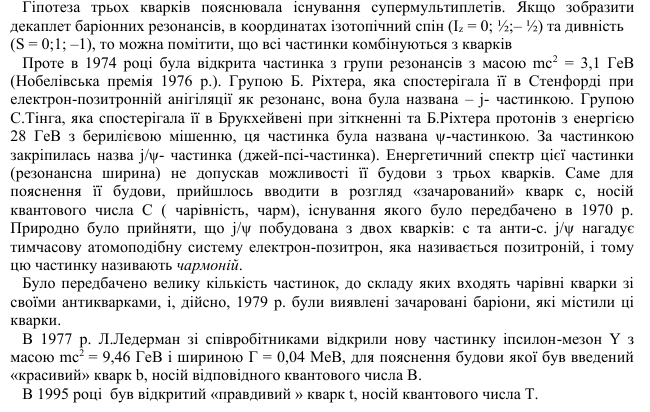 Гіпотеза трьох кварків пояснювала існування супермультиплетів. Якщо зобразити
декаплет баріонних резонансів, в координатах ізотопічний спін (Iz = 0; ½;– ½) та дивність
(S = 0;1; –1), то можна помітити, що всі частинки комбінуються з кварків
Проте в 1974 році була відкрита частинка з групи резонансів з масою mc² = 3,1 ГеВ
(Нобелівська премія 1976 р.). Групою Б. Ріхтера, яка спостерігала її в Стенфорді при
електрон-позитронній анігіляції як резонанс, вона була названа – j- частинкою. Групою
С.Тінга, яка спостерігала її в Брукхейвені при зіткненні та Б.Ріхтера протонів з енергією
28 ГеВ з берилієвою мішенню, ця частинка була названа ψ-частинкою. За частинкою
закріпилась назва j/ψ- частинка (джей-псі-частинка). Енергетичний спектр цієї частинки
(резонансна ширина) не допускав можливості її будови з трьох кварків. Саме для
пояснення її будови, прийшлось вводити в розгляд «зачарований» кварк с, носій
квантового числа С ( чарівність, чарм), існування якого було передбачено в 1970 р.
Природно було прийняти, що j/ψ побудована з двох кварків: с та анти-с. j/ψ нагадує
тимчасову атомоподібну систему електрон-позитрон, яка називається позитроній, і тому
цю частинку називають чармоній.
Було передбачено велику кількість частинок, до складу яких входять чарівні кварки зі
своїми антикварками, і, дійсно, 1979 р. були виявлені зачаровані баріони, які містили ці
кварки.
В 1977 р. Л.Ледерман зі співробітниками відкрили нову частинку іпсилон-мезон Υ з
масою mc² = 9,46 ГеВ і шириною Г = 0,04 МеВ, для пояснення будови якої був введений
«красивий» кварк b, носій відповідного квантового числа В.
В 1995 році був відкритий «правдивий » кварк t, носій квантового числа Т.